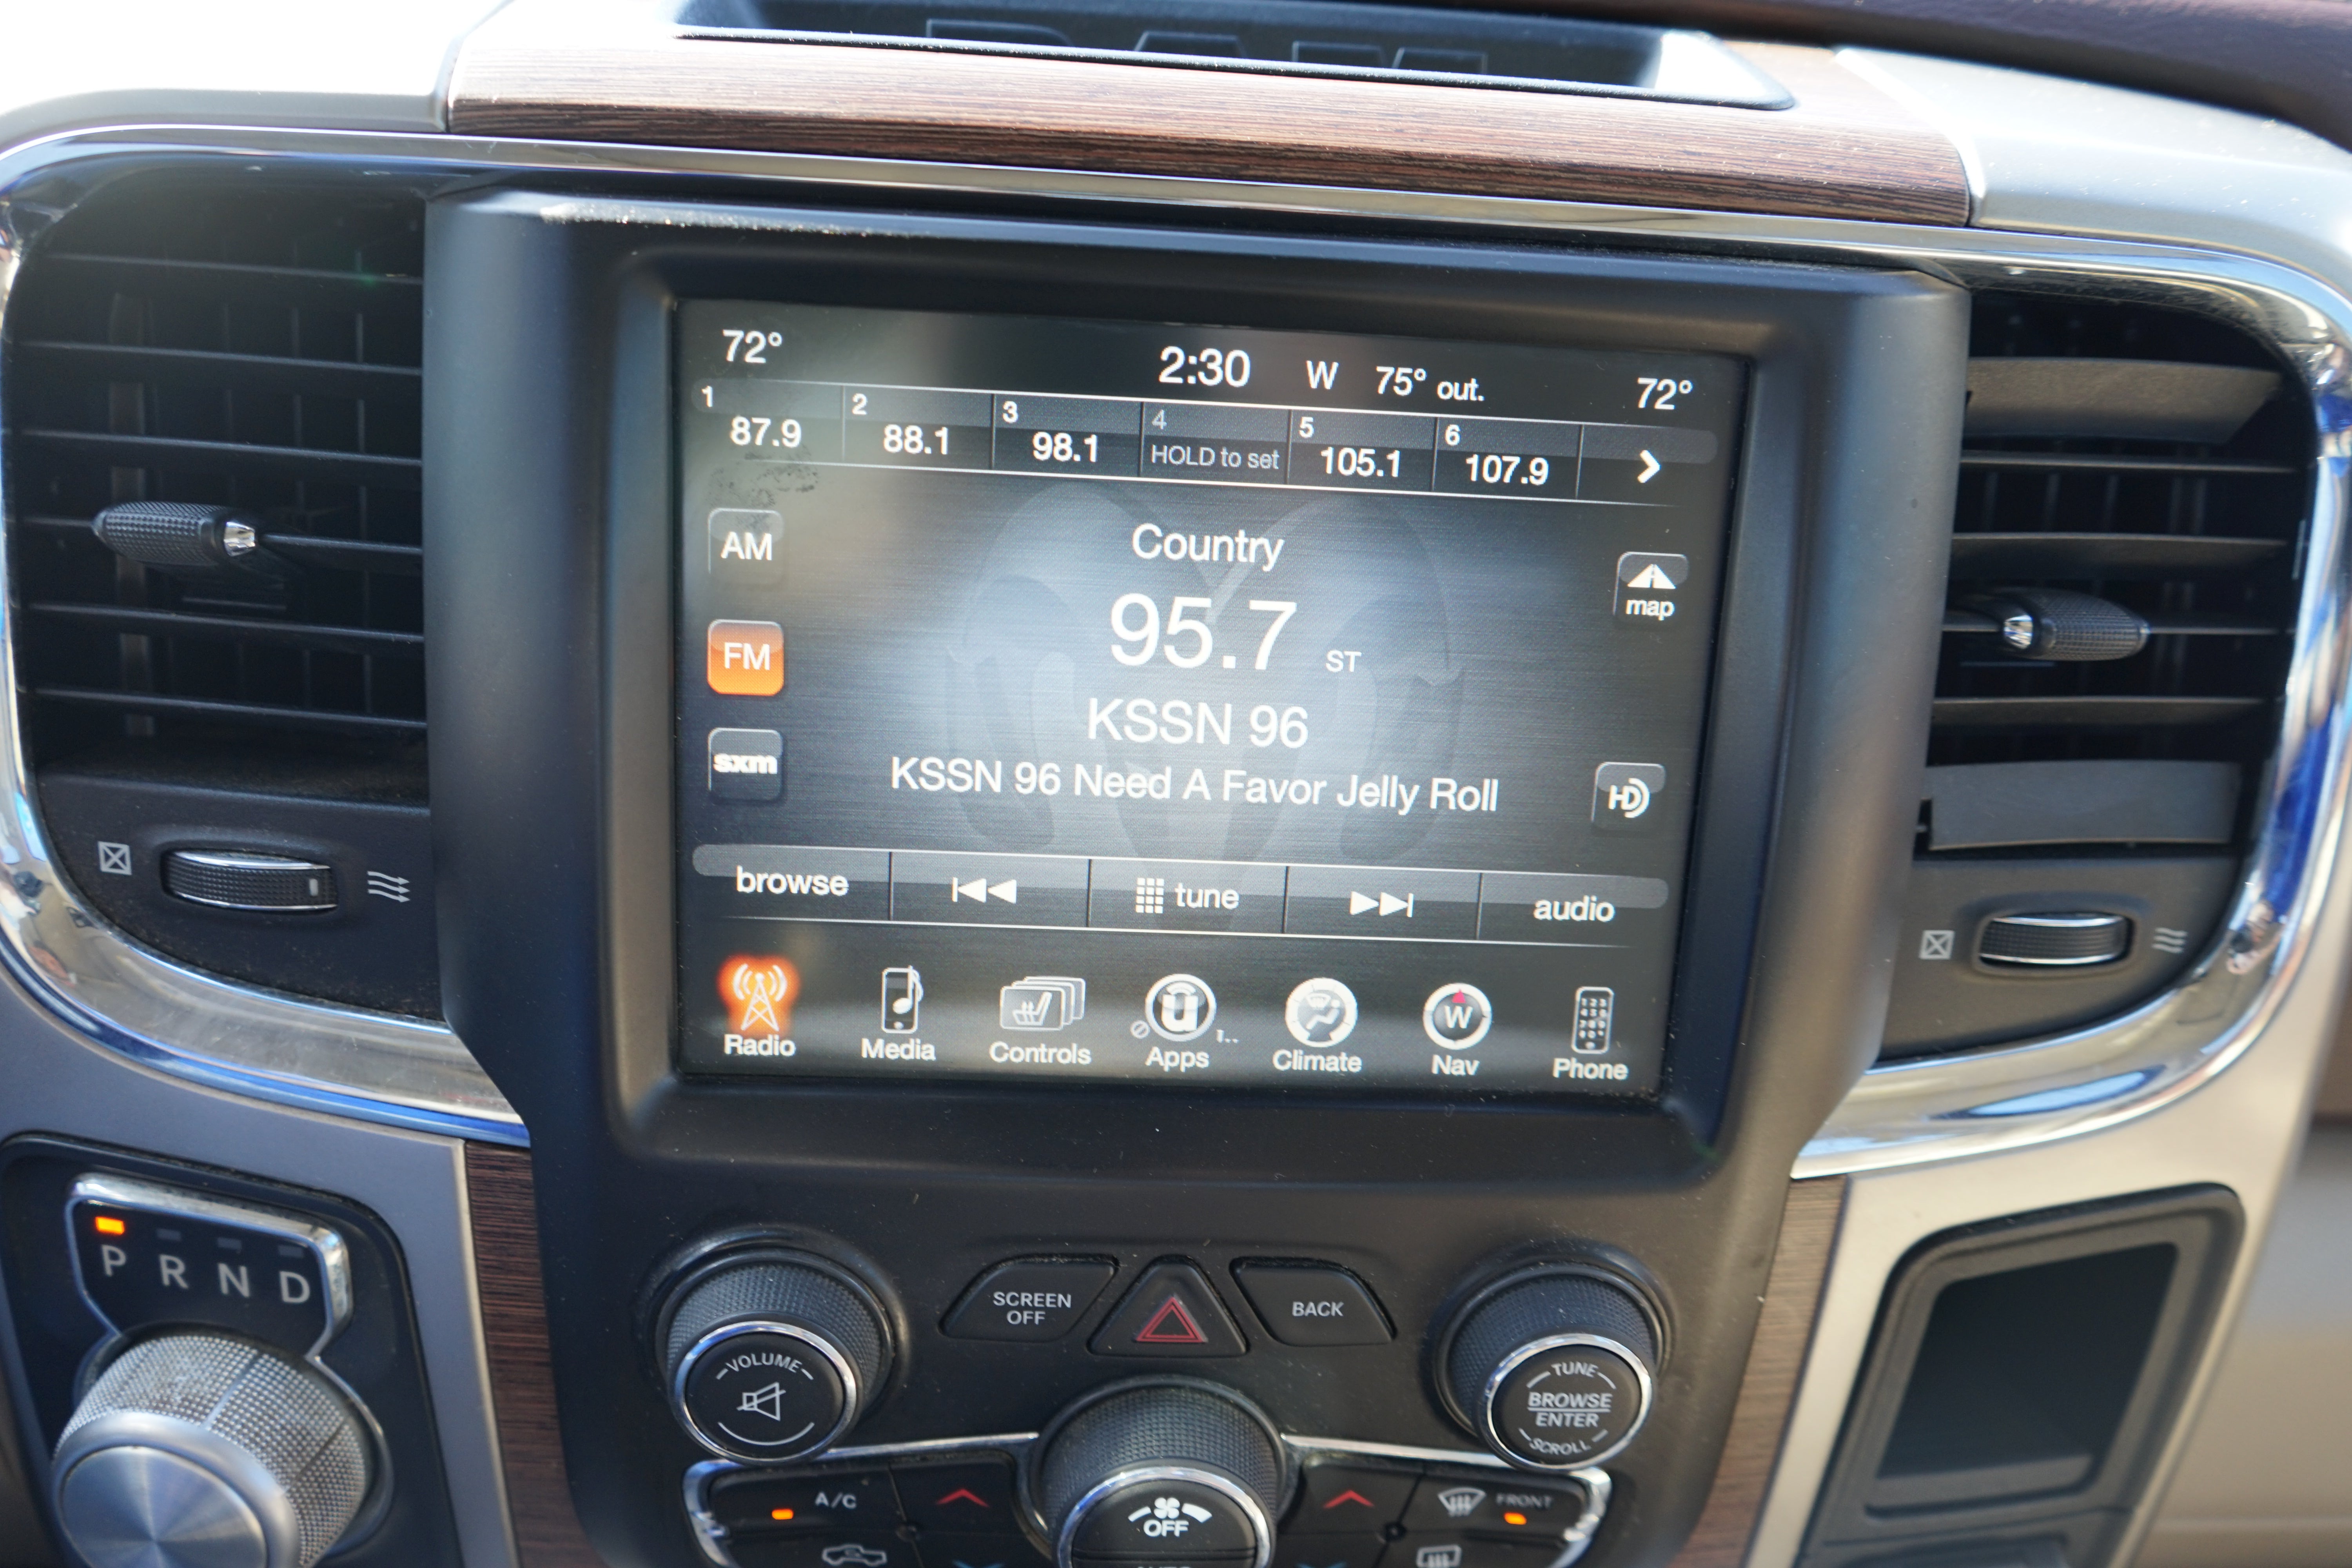 RAM
72° 2:30 W 75° out. 72°
1 2 3 4 5 6
87.9 88.1 98.1 HOLD to set 105.1 107.9
AM
Country
map
FM
95.7 ST
KSSN 96
sxm
KSSN 96 Need A Favor Jelly Roll
HD
browse tune audio
W
Radio Media Controls Apps Climate Nav Phone
P R N D
SCREEN
OFF
BACK
VOLUME
TUNE
BROWSE
ENTER
SCROLL
A/C
FRONT
OFF
AUTO